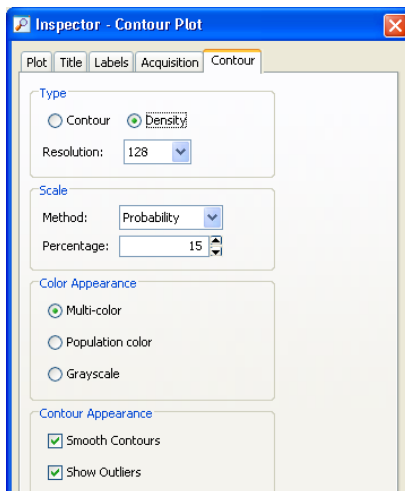 Inspector - Contour Plot
Plot Title Labels Acquisition Contour
Type
Contour Density
Resolution: 128
Scale
Method: Probability
Percentage: 15
Color Appearance
Multi-color
Population color
Grayscale
Contour Appearance
Smooth Contours
Show Outliers